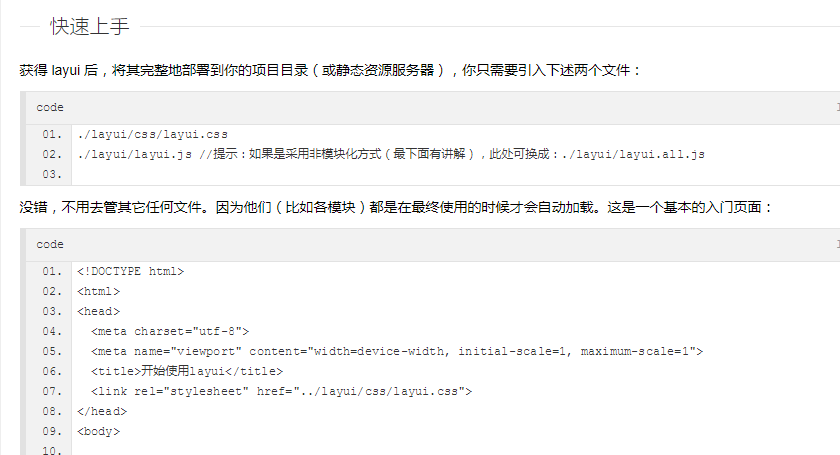 快速上手
获得 layui 后，将其完整地部署到你的项目目录（或静态资源服务器），你只需要引入下述两个文件：
code
01. ./layui/css/layui.css
02. ./layui/layui.js //提示：如果是采用非模块化方式（最下面有讲解），此处可换成：./layui/layui.all.js
03.
没错，不用去管其它任何文件。因为他们（比如各模块）都是在最终使用的时候才会自动加载。这是一个基本的入门页面：
code
01. <!DOCTYPE html>
02. <html>
03. <head>
04.   <meta charset="utf-8">
05.   <meta name="viewport" content="width=device-width, initial-scale=1, maximum-scale=1">
06.   <title>开始使用layui</title>
07.   <link rel="stylesheet" href="../layui/css/layui.css">
08. </head>
09. <body>
10.